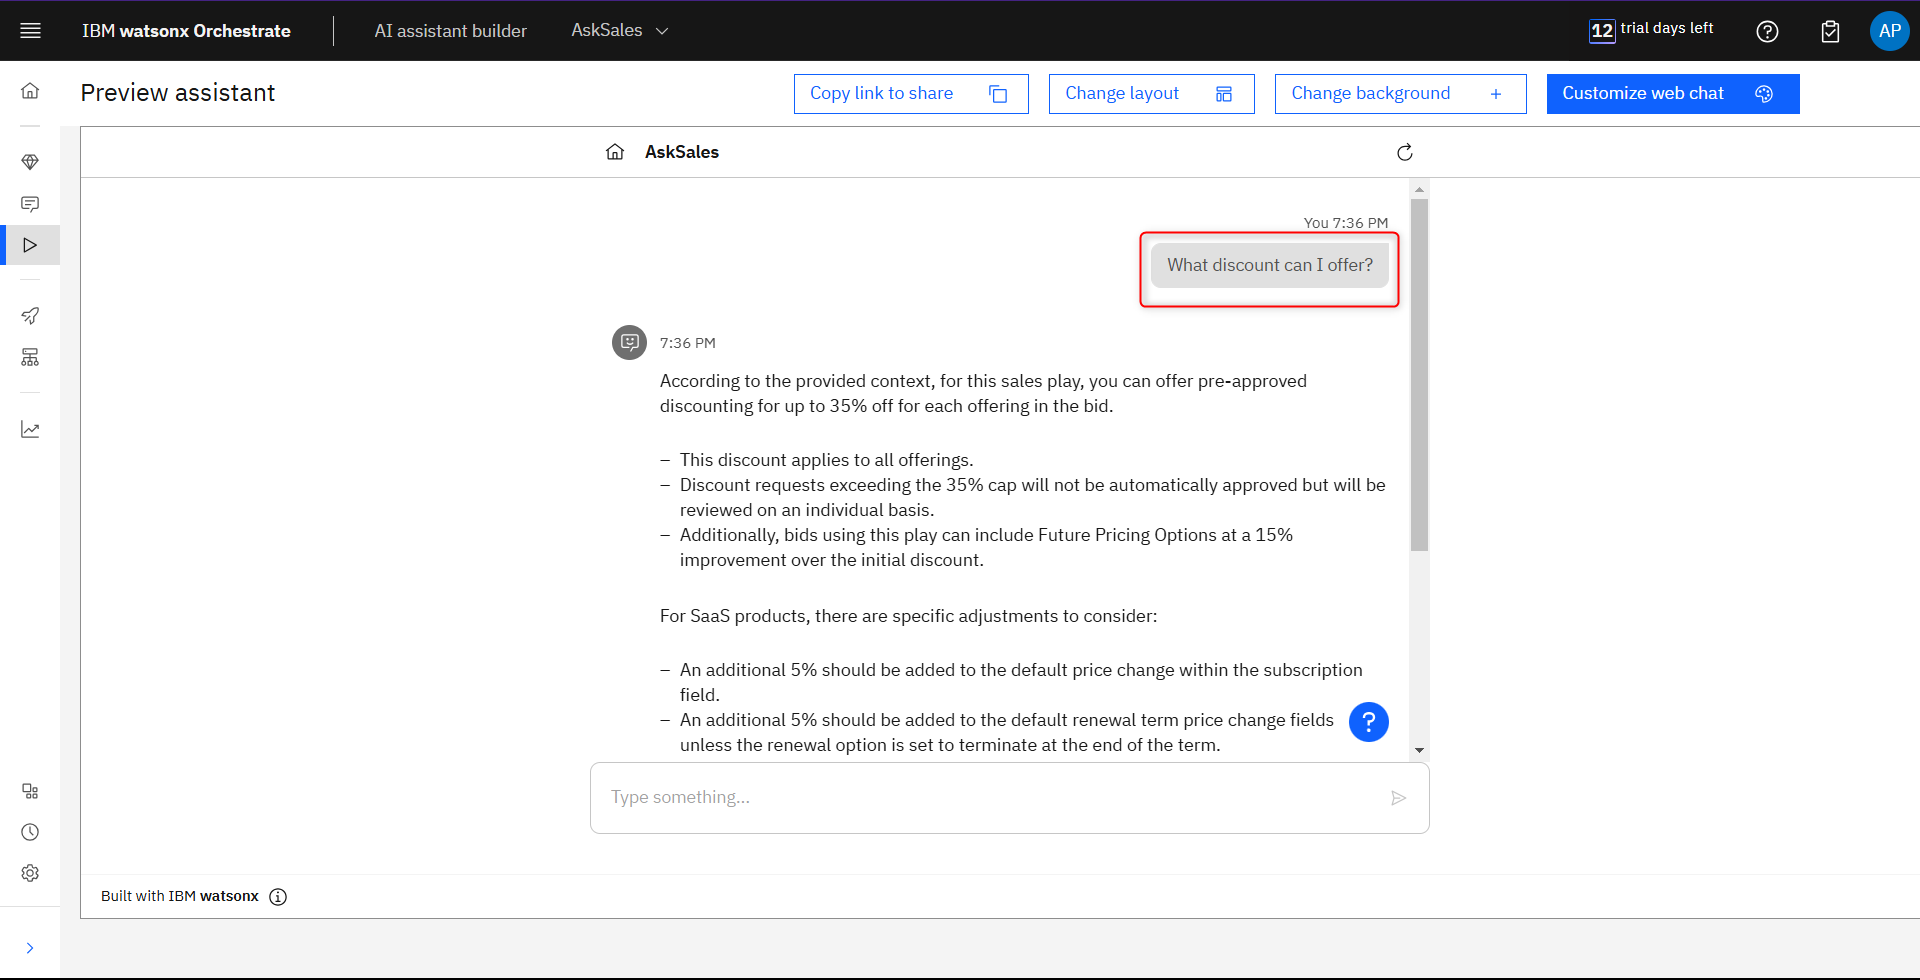 IBM watsonx Orchestrate
AI assistant builder
AskSales
12 trial days left
AP
Preview assistant
Copy link to share
Change layout
Change background
Customize web chat
AskSales
You 7:36 PM
What discount can I offer?
7:36 PM
According to the provided context, for this sales play, you can offer pre-approved
discounting for up to 35% off for each offering in the bid.
– This discount applies to all offerings.
– Discount requests exceeding the 35% cap will not be automatically approved but will be
reviewed on an individual basis.
– Additionally, bids using this play can include Future Pricing Options at a 15%
improvement over the initial discount.
For SaaS products, there are specific adjustments to consider:
– An additional 5% should be added to the default price change within the subscription
field.
– An additional 5% should be added to the default renewal term price change fields
unless the renewal option is set to terminate at the end of the term.
?
Type something...
Built with IBM watsonx